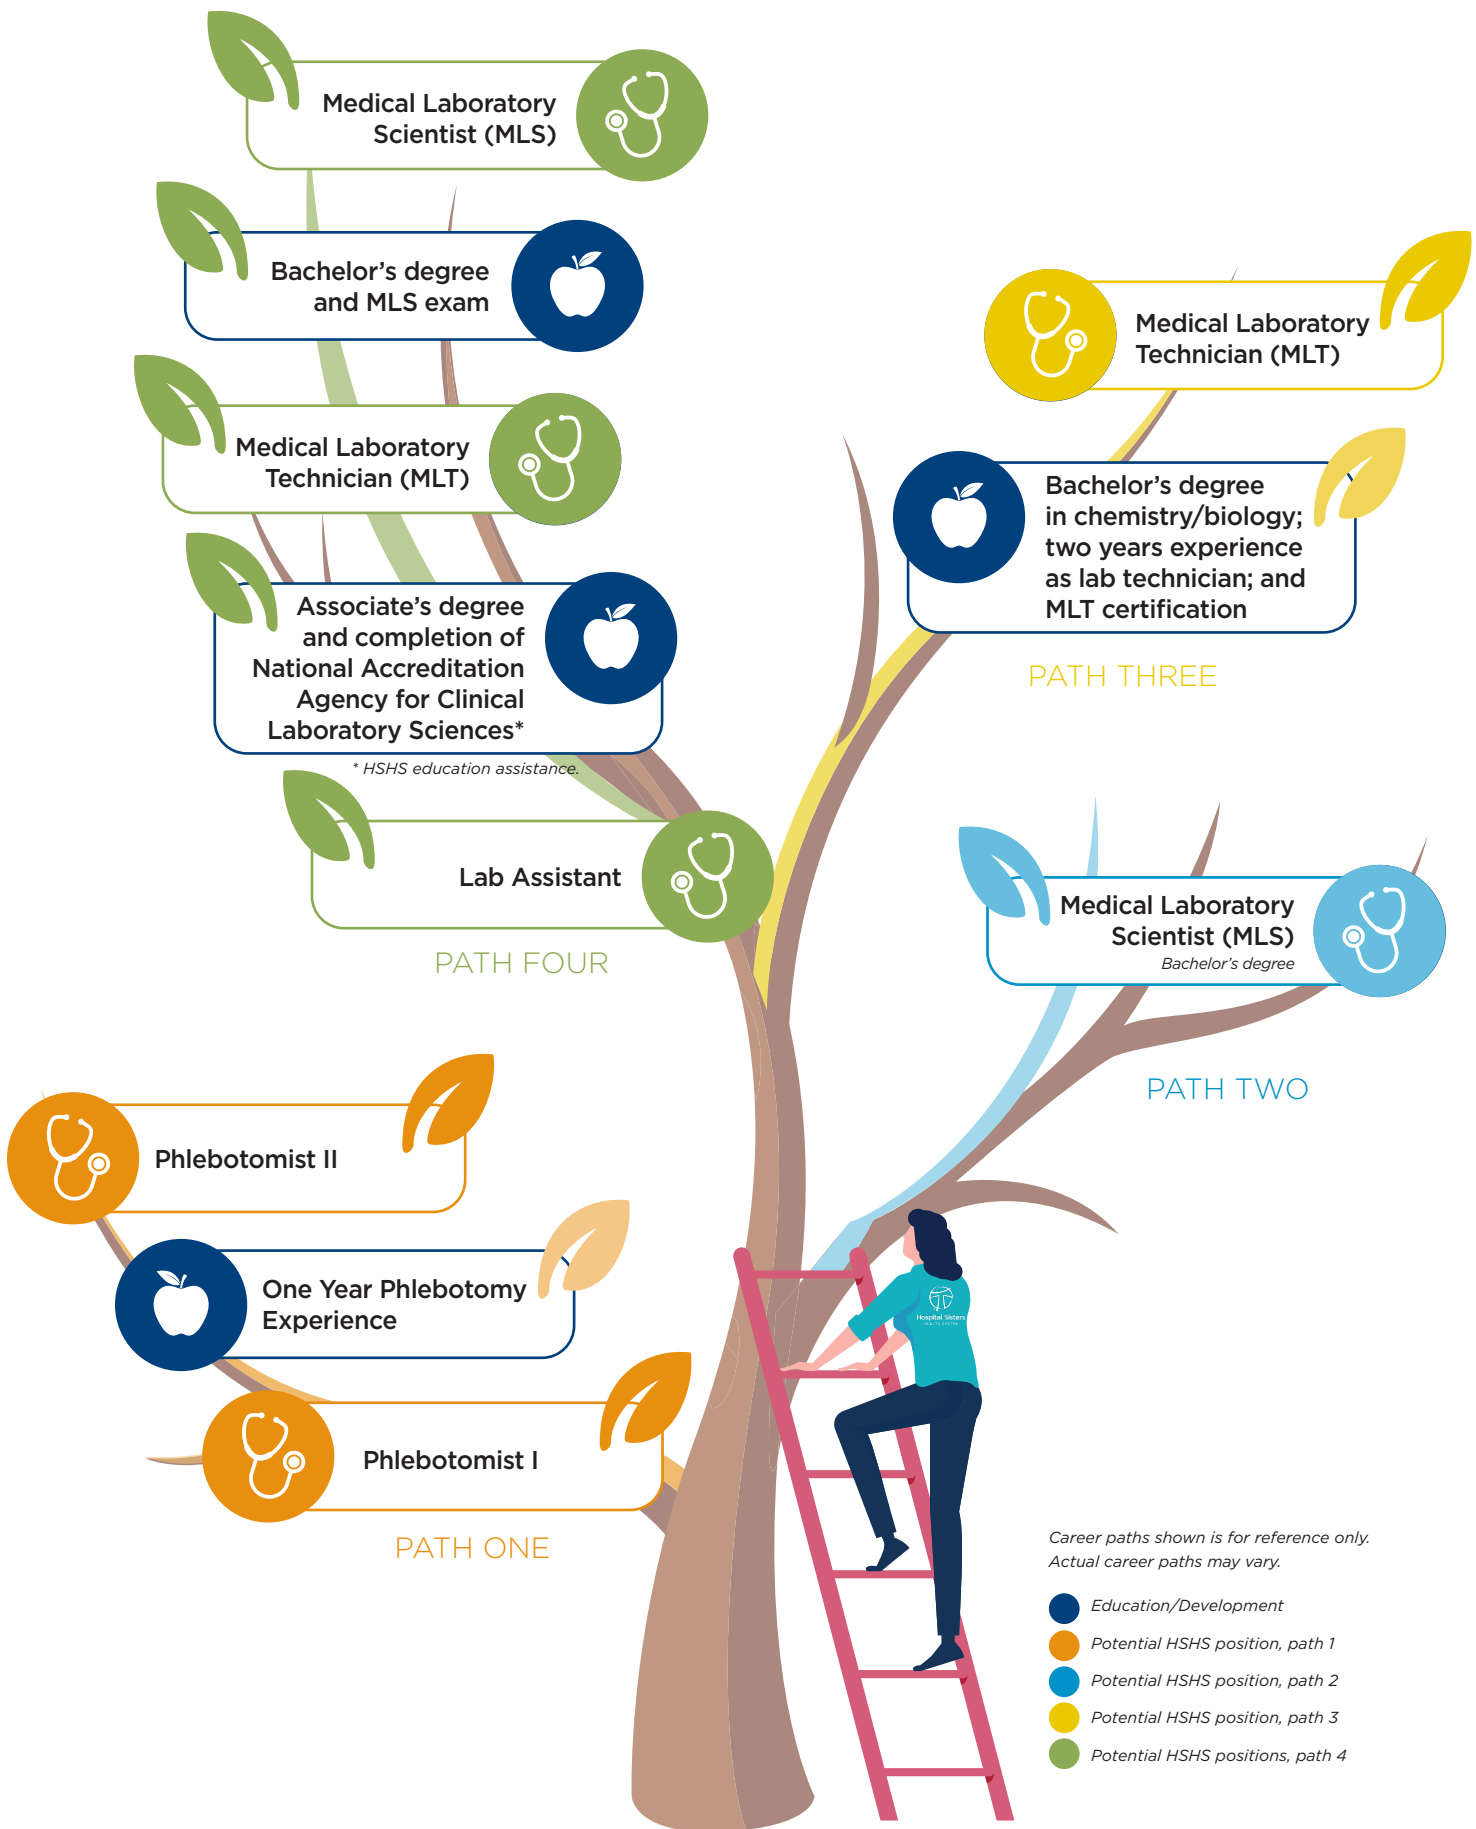 Medical Laboratory
Scientist (MLS)
Bachelor's degree
and MLS exam
Medical Laboratory
Technician (MLT)
Associate's degree
and completion of
National Accreditation
Agency for Clinical
Laboratory Sciences*
* HSHS education assistance.
Lab Assistant
PATH FOUR
Medical Laboratory
Technician (MLT)
Bachelor's degree
in chemistry/biology;
two years experience
as lab technician; and
MLT certification
PATH THREE
Medical Laboratory
Scientist (MLS)
Bachelor's degree
PATH TWO
Phlebotomist II
One Year Phlebotomy
Experience
Phlebotomist I
PATH ONE
Hospital Sisters
HEALTH SYSTEM
Career paths shown is for reference only.
Actual career paths may vary.
Education/Development
Potential HSHS position, path 1
Potential HSHS position, path 2
Potential HSHS position, path 3
Potential HSHS positions, path 4